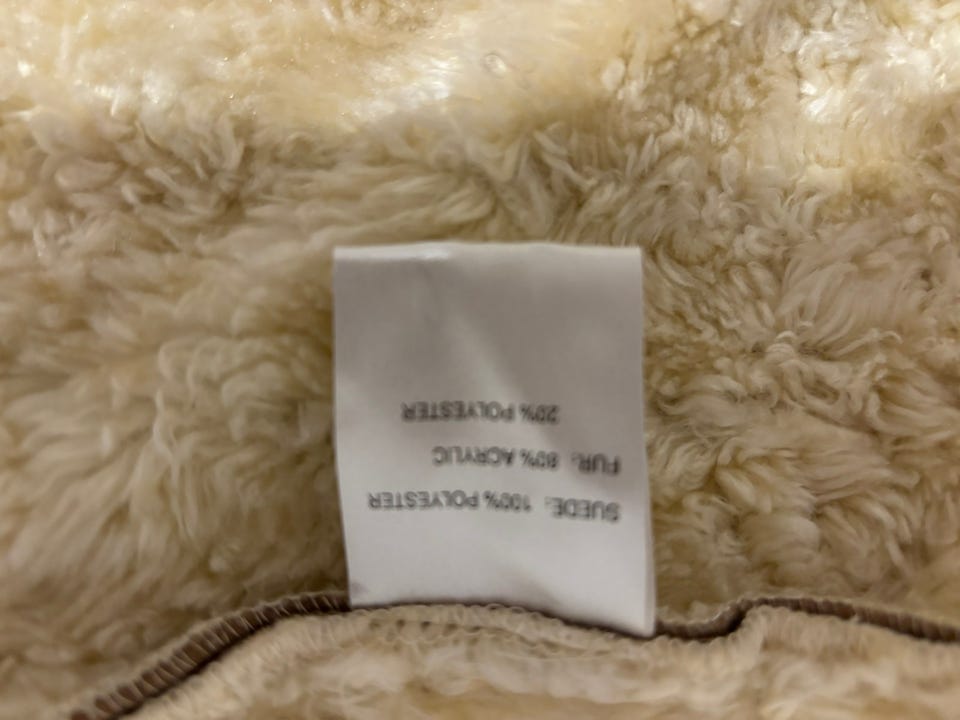 SUEDE: 100% POLYESTER
FUR: 80% ACRYLIC
20% POLYESTER